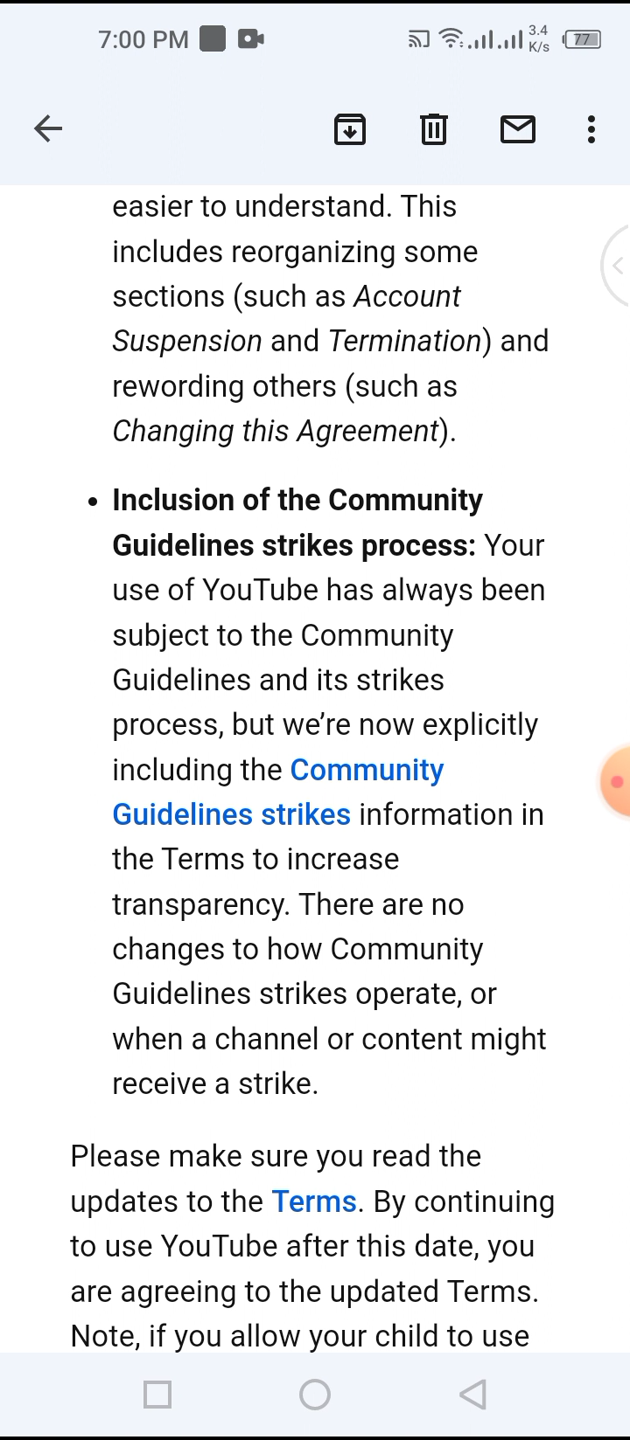 7:00 PM
3.4
K/s
77
easier to understand. This
includes reorganizing some
sections (such as Account
Suspension and Termination) and
rewording others (such as
Changing this Agreement).
• Inclusion of the Community
Guidelines strikes process: Your
use of YouTube has always been
subject to the Community
Guidelines and its strikes
process, but we’re now explicitly
including the Community
Guidelines strikes information in
the Terms to increase
transparency. There are no
changes to how Community
Guidelines strikes operate, or
when a channel or content might
receive a strike.
Please make sure you read the
updates to the Terms. By continuing
to use YouTube after this date, you
are agreeing to the updated Terms.
Note, if you allow your child to use